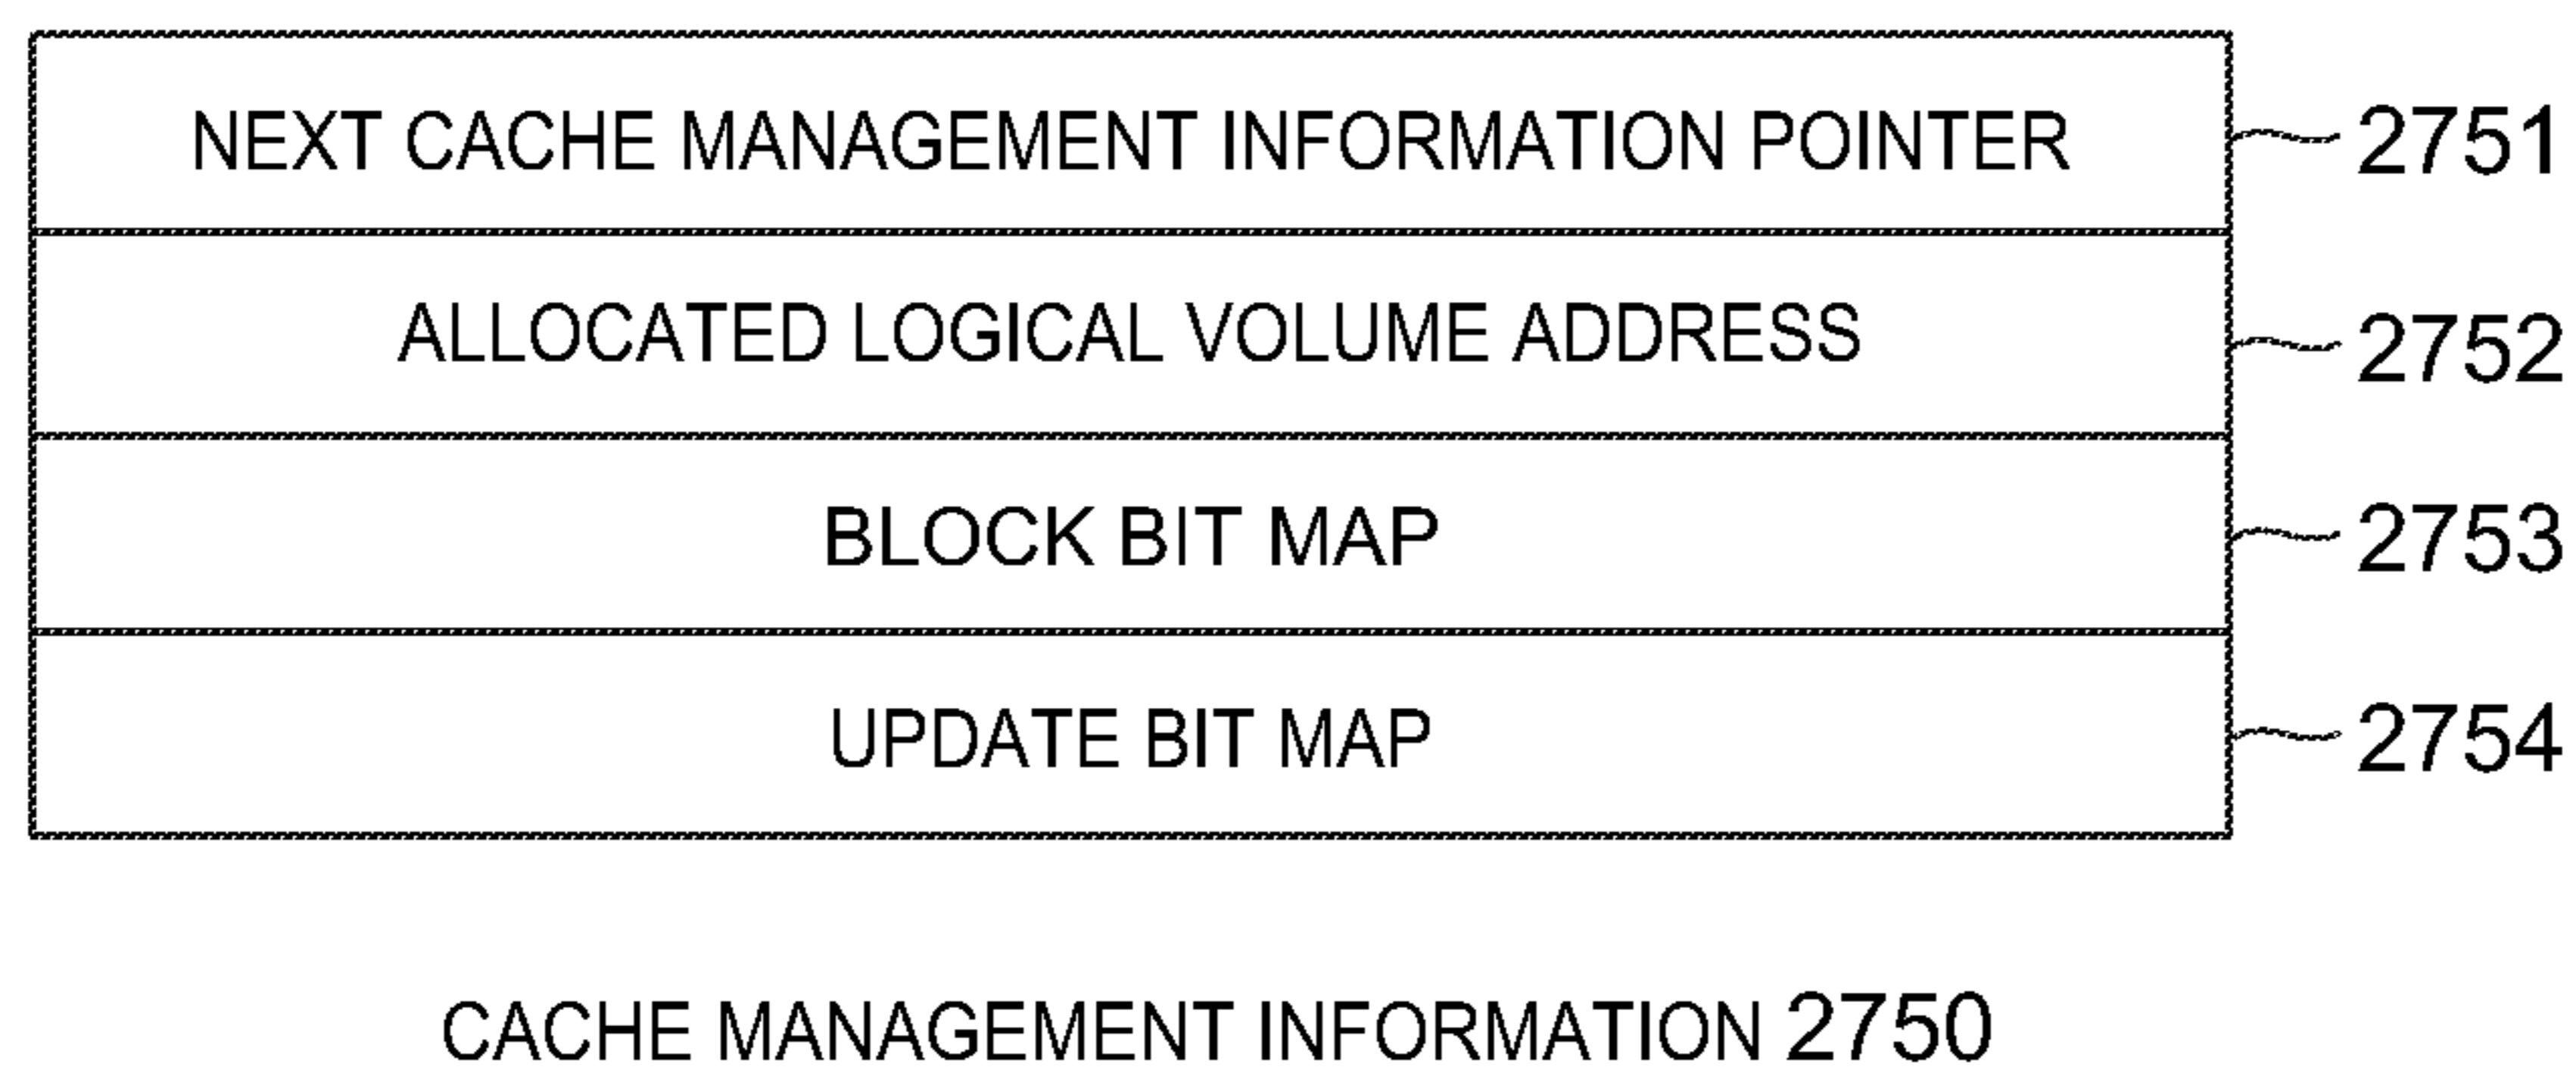 NEXT CACHE MANAGEMENT INFORMATION POINTER 2751
ALLOCATED LOGICAL VOLUME ADDRESS 2752
BLOCK BIT MAP 2753
UPDATE BIT MAP 2754
CACHE MANAGEMENT INFORMATION 2750